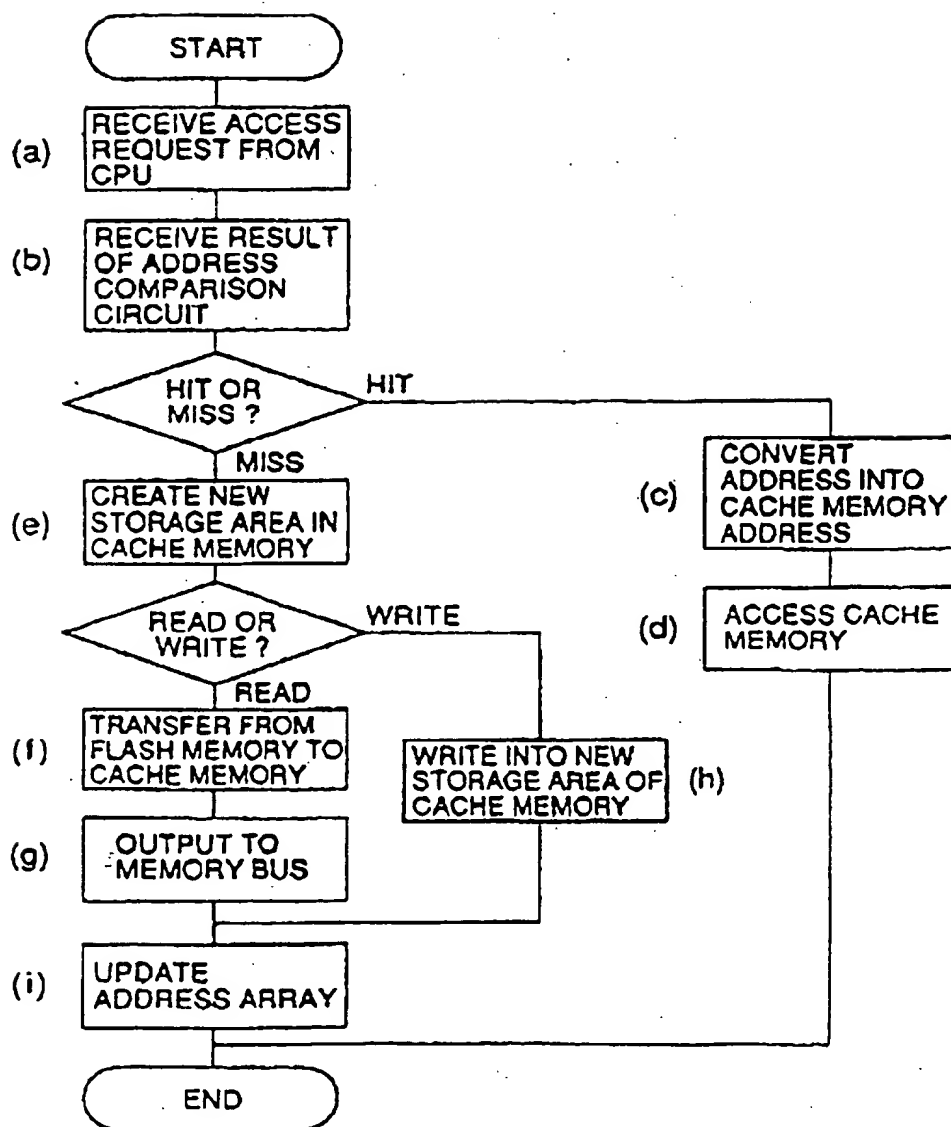 START
(a)
RECEIVE ACCESS
REQUEST FROM
CPU
(b)
RECEIVE RESULT
OF ADDRESS
COMPARISON
CIRCUIT
HIT OR
MISS ?
HIT
MISS
(c)
CONVERT
ADDRESS INTO
CACHE MEMORY
ADDRESS
(e)
CREATE NEW
STORAGE AREA IN
CACHE MEMORY
(d)
ACCESS CACHE
MEMORY
READ OR
WRITE ?
WRITE
READ
(f)
TRANSFER FROM
FLASH MEMORY TO
CACHE MEMORY
WRITE INTO NEW
STORAGE AREA OF
CACHE MEMORY
(h)
(g)
OUTPUT TO
MEMORY BUS
(i)
UPDATE
ADDRESS ARRAY
END